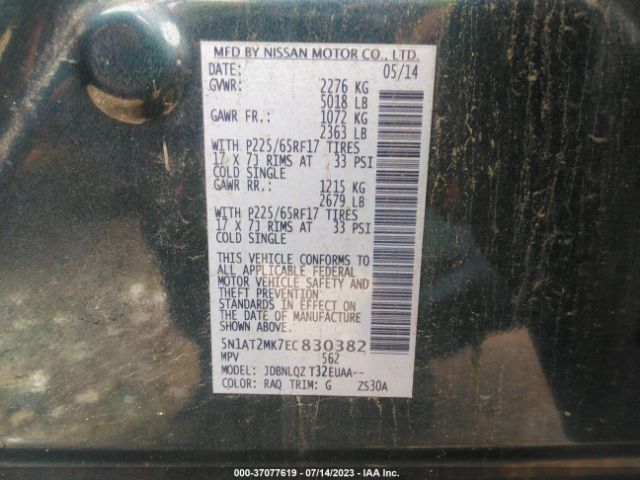 MFD BY NISSAN MOTOR CO., LTD.
DATE: 05/14
GVWR: 2276 KG
5018 LB
GAWR FR.: 1072 KG
2363 LB
WITH P225/65RF17 TIRES
17 X 7J RIMS AT 33 PSI
COLD SINGLE
GAWR RR.: 1215 KG
2679 LB
WITH P225/65RF17 TIRES
17 X 7J RIMS AT 33 PSI
COLD SINGLE
THIS VEHICLE CONFORMS TO
ALL APPLICABLE FEDERAL
MOTOR VEHICLE SAFETY AND
THEFT PREVENTION
STANDARDS IN EFFECT ON
THE DATE OF MANUFACTURE
SHOWN ABOVE.
5N1AT2MK7EC830382
MPV 562
MODEL: JDBNLQZ T32EUAA--
COLOR: RAQ TRIM: G ZS30A
000-37077619 - 07/14/2023 - IAA Inc.